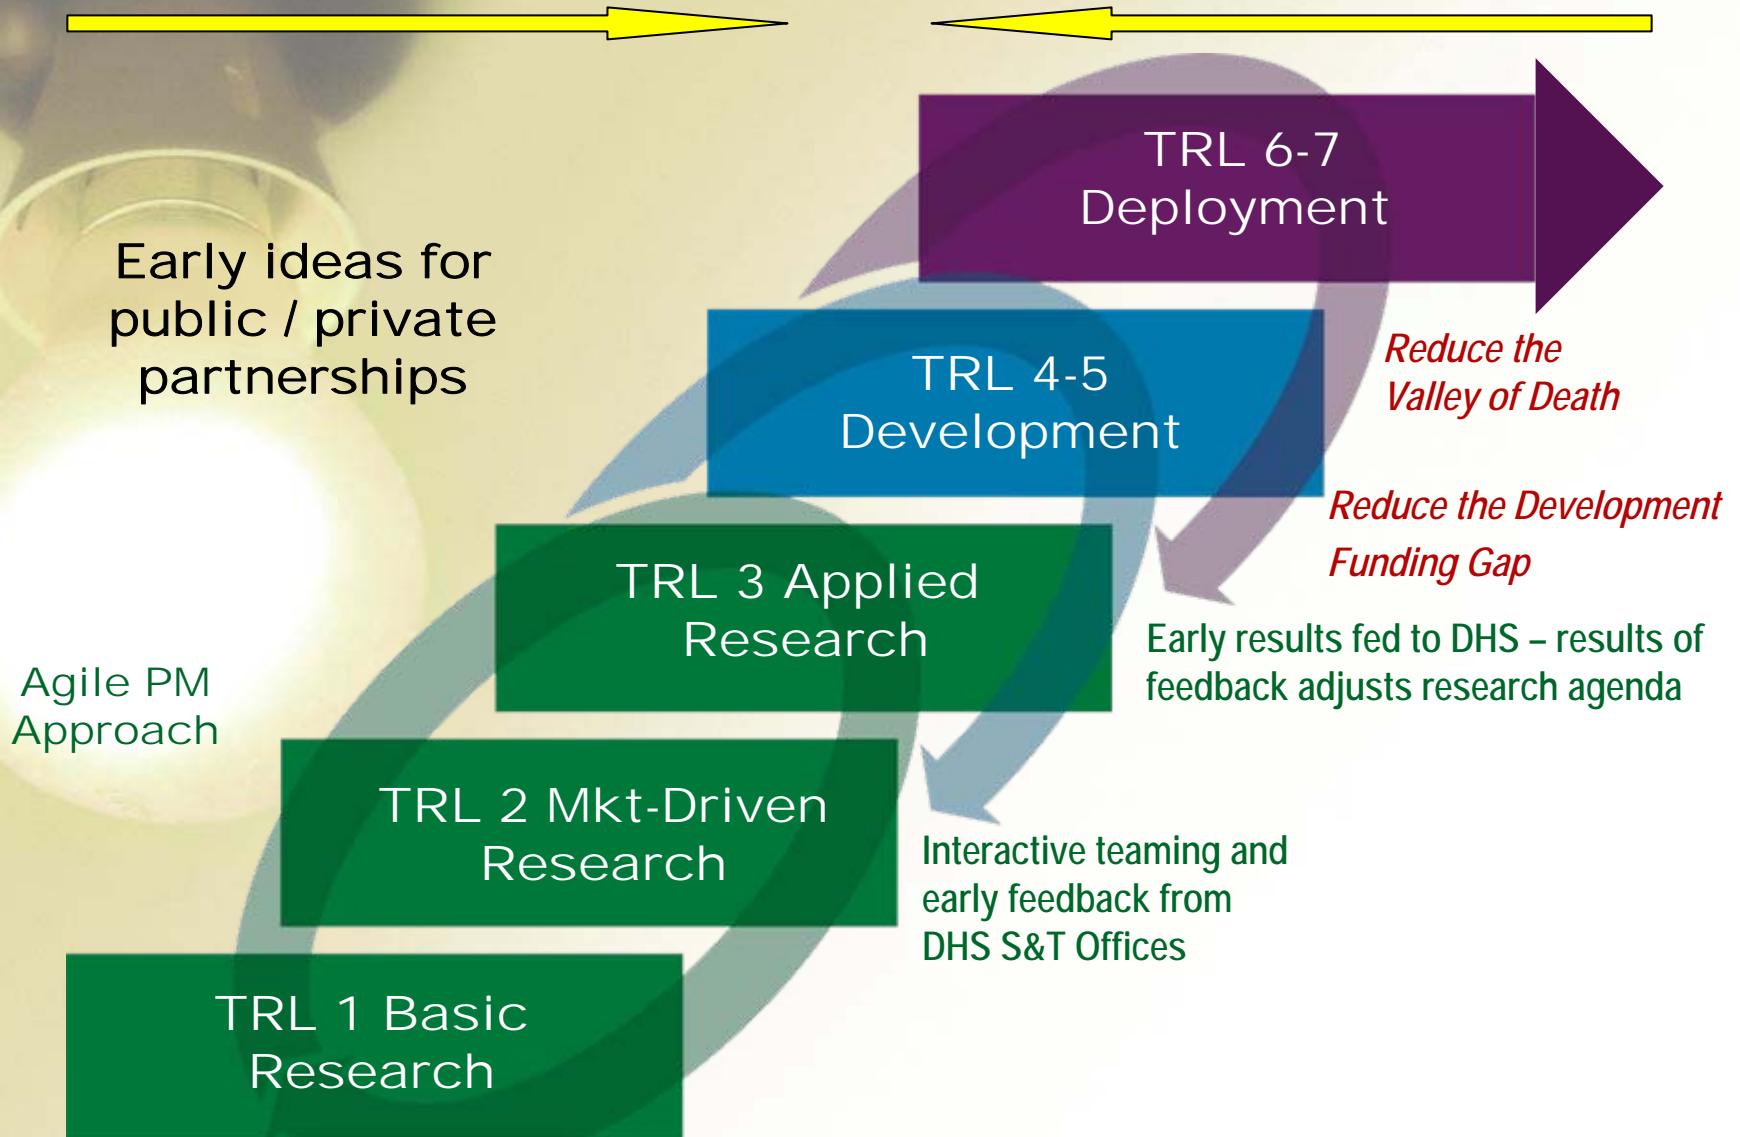 TRL 6-7
Deployment
Early ideas for
public / private
partnerships
Reduce the
Valley of Death
TRL 4-5
Development
Reduce the Development
Funding Gap
TRL 3 Applied
Research
Early results fed to DHS – results of
feedback adjusts research agenda
Agile PM
Approach
TRL 2 Mkt-Driven
Research
Interactive teaming and
early feedback from
DHS S&T Offices
TRL 1 Basic
Research